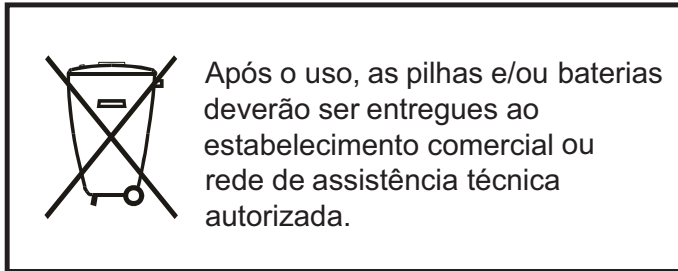 Após o uso, as pilhas e/ou baterias
deverão ser entregues ao
estabelecimento comercial ou
rede de assistência técnica
autorizada.